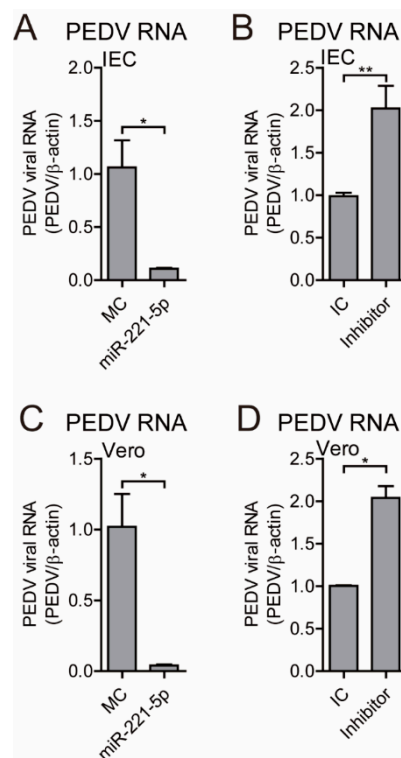 A PEDV RNA
IEC
PEDV viral RNA
(PEDV/β-actin)
1.5
1.0
0.5
0.0
*
MC
miR-221-5p
B PEDV RNA
IEC
PEDV viral RNA
(PEDV/β-actin)
2.5
2.0
1.5
1.0
0.5
0.0
**
IC
Inhibitor
C PEDV RNA
Vero
PEDV viral RNA
(PEDV/β-actin)
1.5
1.0
0.5
0.0
*
MC
miR-221-5p
D PEDV RNA
Vero
PEDV viral RNA
(PEDV/β-actin)
2.5
2.0
1.5
1.0
0.5
0.0
*
IC
Inhibitor